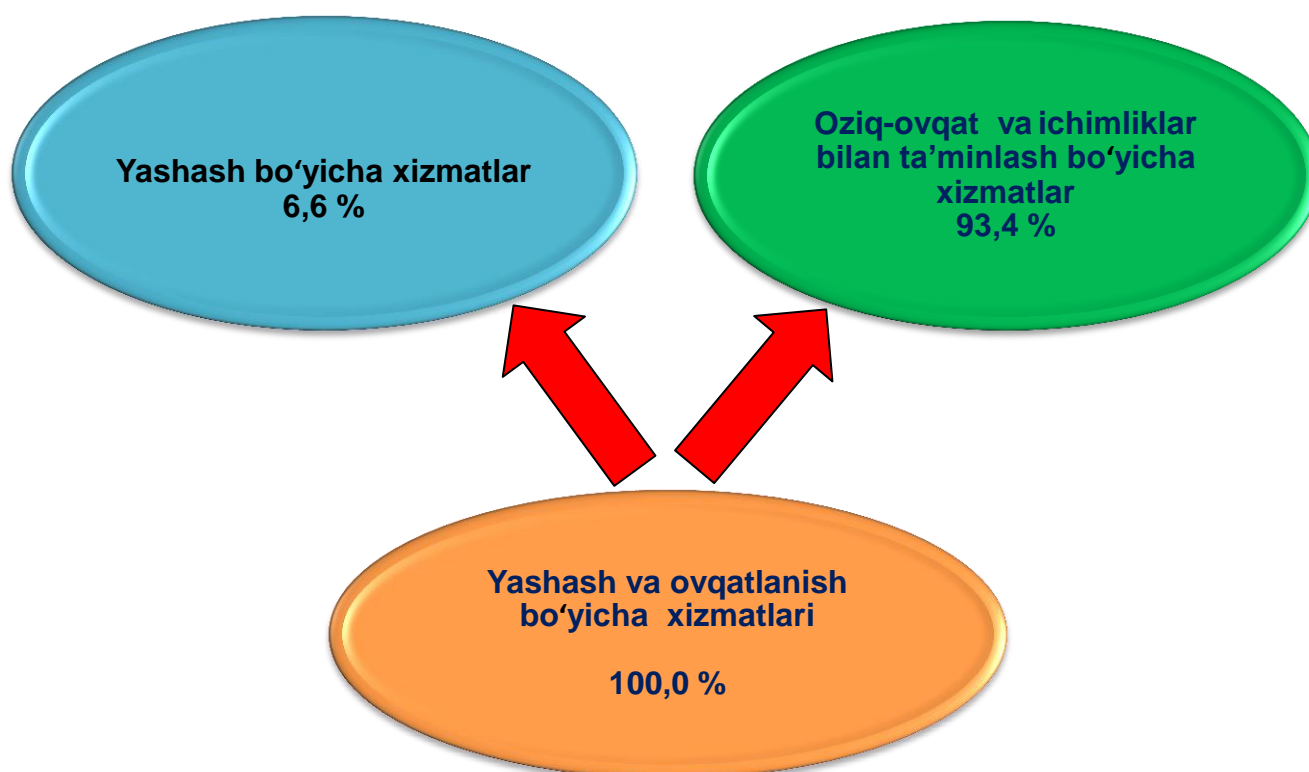 Yashash bo‘yicha xizmatlar
6,6 %
Oziq-ovqat va ichimliklar
bilan ta’minlash bo‘yicha
xizmatlar
93,4 %
Yashash va ovqatlanish
bo‘yicha xizmatlari
100,0 %